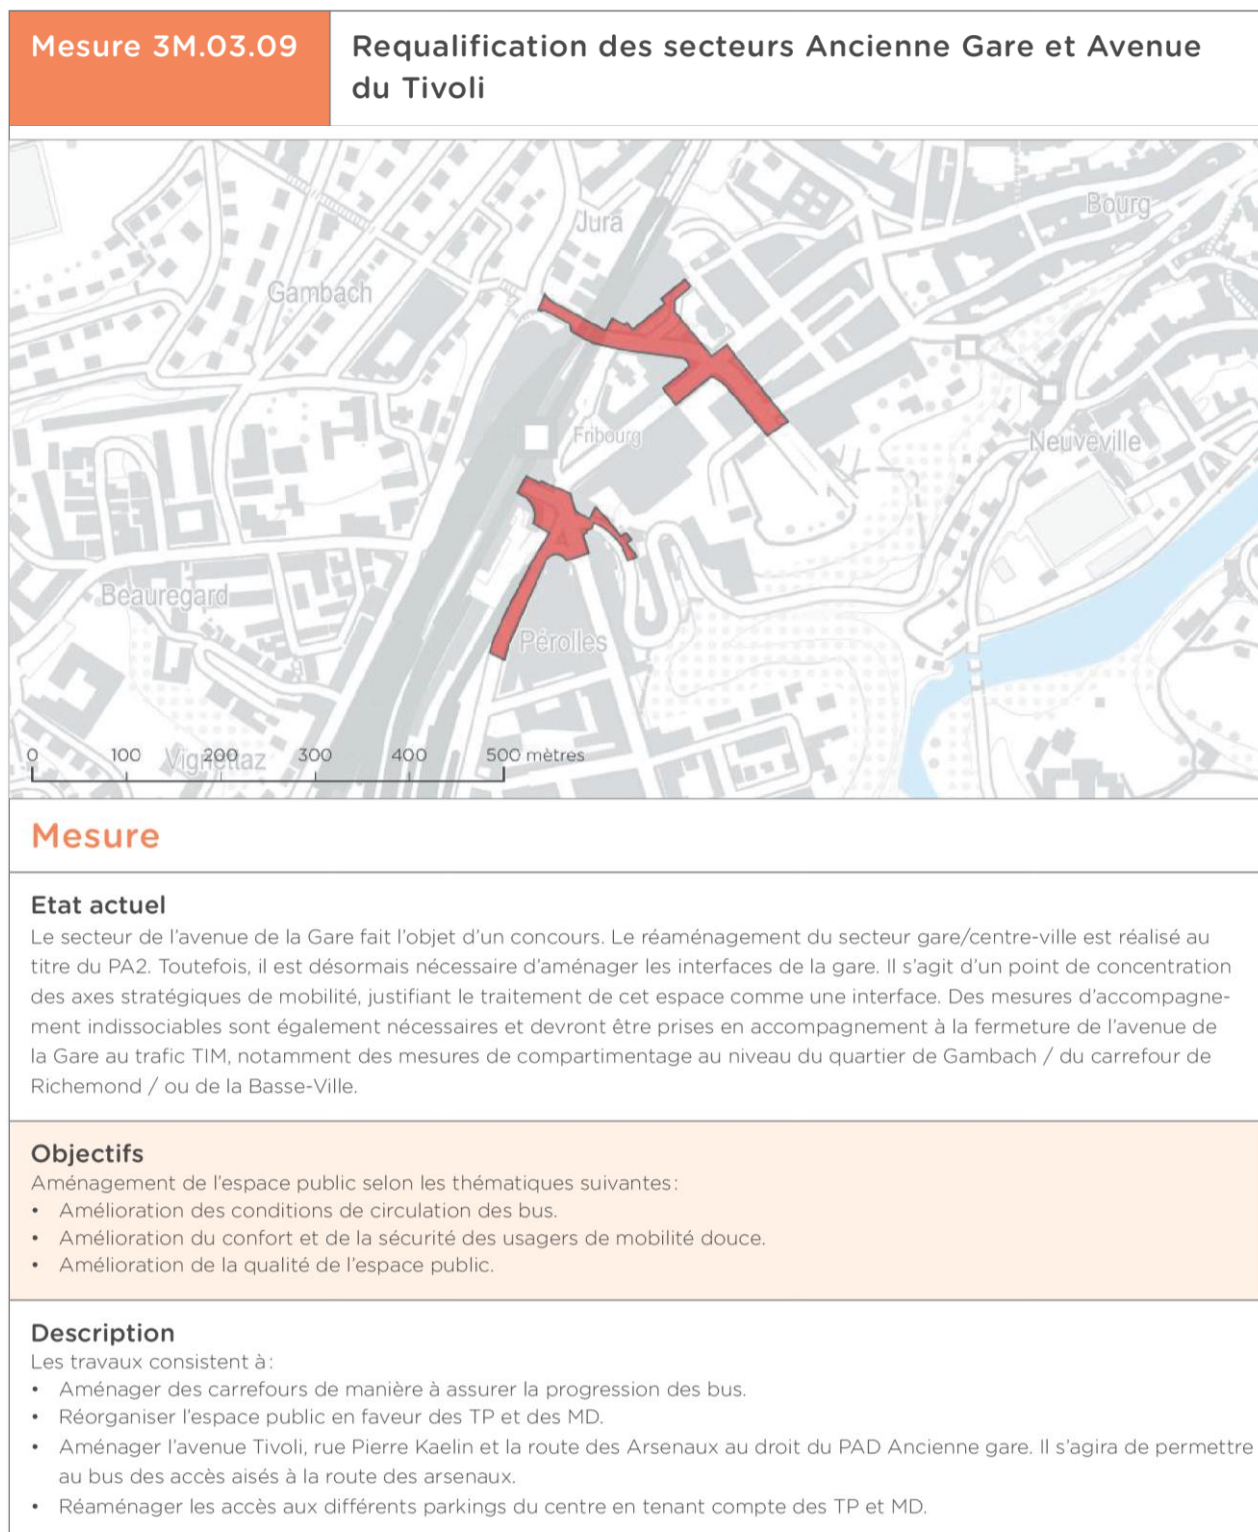 Mesure 3M.03.09
Requalification des secteurs Ancienne Gare et Avenue
du Tivoli
Bourg
Jura
Gambach
Fribourg
Neuveville
Beauregard
Pérolles
Vignettaz
0 100 200 300 400 500 mètres
Mesure
Etat actuel
Le secteur de l'avenue de la Gare fait l'objet d'un concours. Le réaménagement du secteur gare/centre-ville est réalisé au
titre du PA2. Toutefois, il est désormais nécessaire d'aménager les interfaces de la gare. Il s'agit d'un point de concentration
des axes stratégiques de mobilité, justifiant le traitement de cet espace comme une interface. Des mesures d'accompagne-
ment indissociables sont également nécessaires et devront être prises en accompagnement à la fermeture de l'avenue de
la Gare au trafic TIM, notamment des mesures de compartimentage au niveau du quartier de Gambach / du carrefour de
Richemond / ou de la Basse-Ville.
Objectifs
Aménagement de l'espace public selon les thématiques suivantes :
• Amélioration des conditions de circulation des bus.
• Amélioration du confort et de la sécurité des usagers de mobilité douce.
• Amélioration de la qualité de l'espace public.
Description
Les travaux consistent à :
• Aménager des carrefours de manière à assurer la progression des bus.
• Réorganiser l'espace public en faveur des TP et des MD.
• Aménager l'avenue Tivoli, rue Pierre Kaelin et la route des Arsenaux au droit du PAD Ancienne gare. Il s'agira de permettre
au bus des accès aisés à la route des arsenaux.
• Réaménager les accès aux différents parkings du centre en tenant compte des TP et MD.